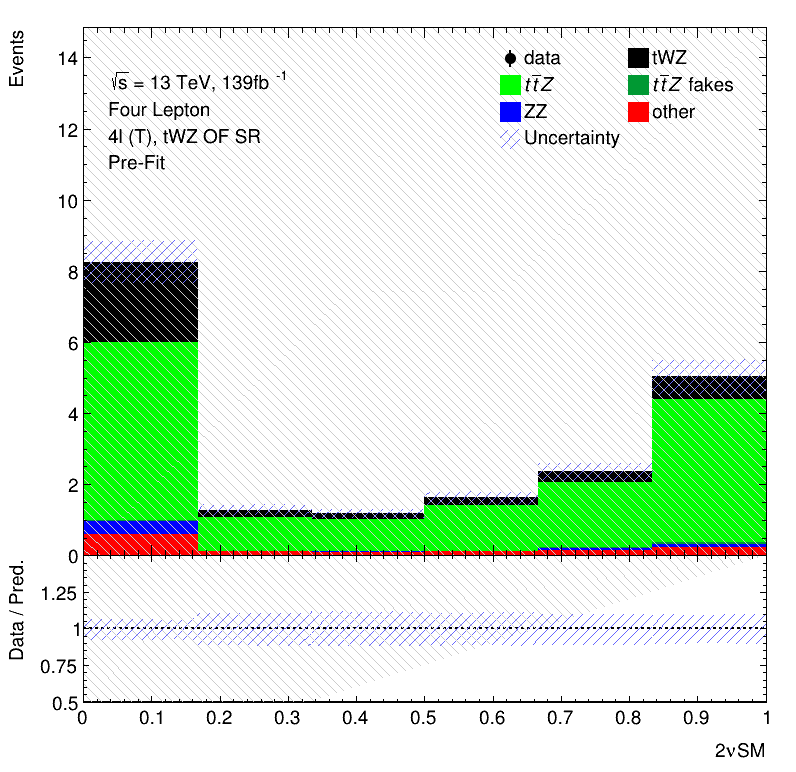 Events
14
12
10
8
6
4
2
0
√s = 13 TeV, 139fb⁻¹
Four Lepton
4l (T), tWZ OF SR
Pre-Fit
data
tWZ
tt̄Z
tt̄Z fakes
ZZ
other
Uncertainty
Data / Pred.
1.25
1
0.75
0.5
0 0.1 0.2 0.3 0.4 0.5 0.6 0.7 0.8 0.9 1
2νSM